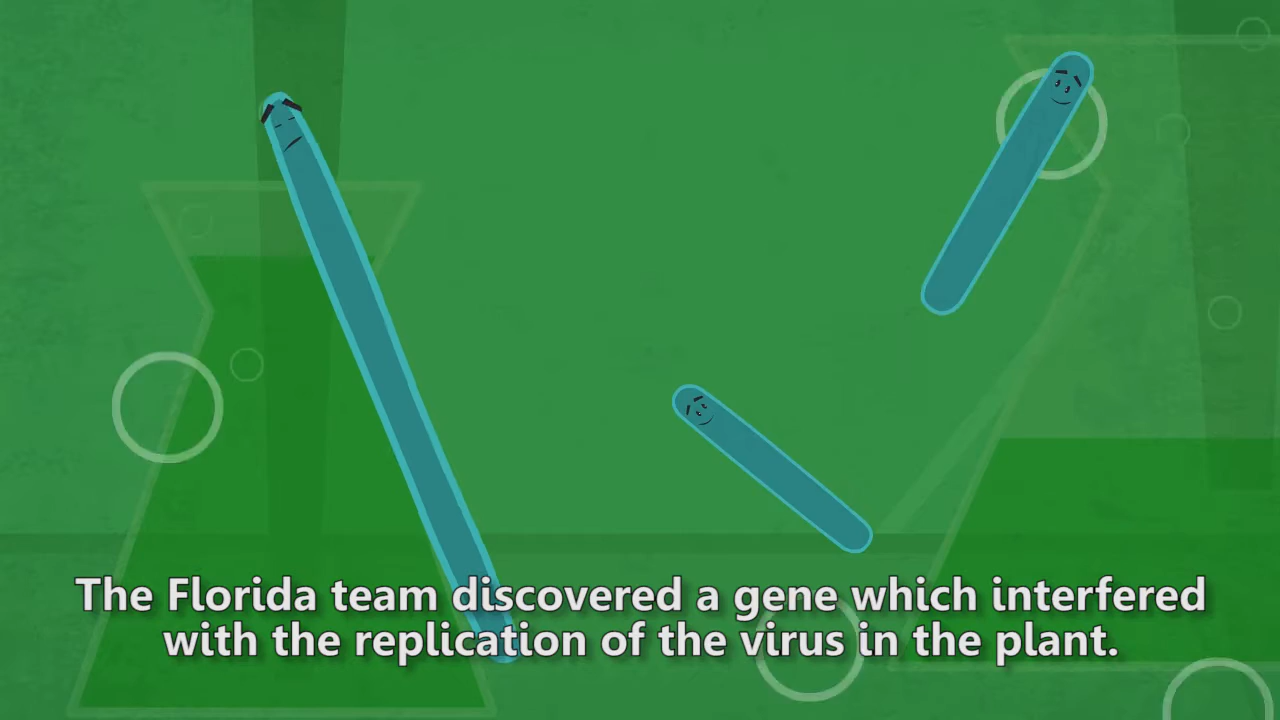 The Florida team discovered a gene which interfered
with the replication of the virus in the plant.